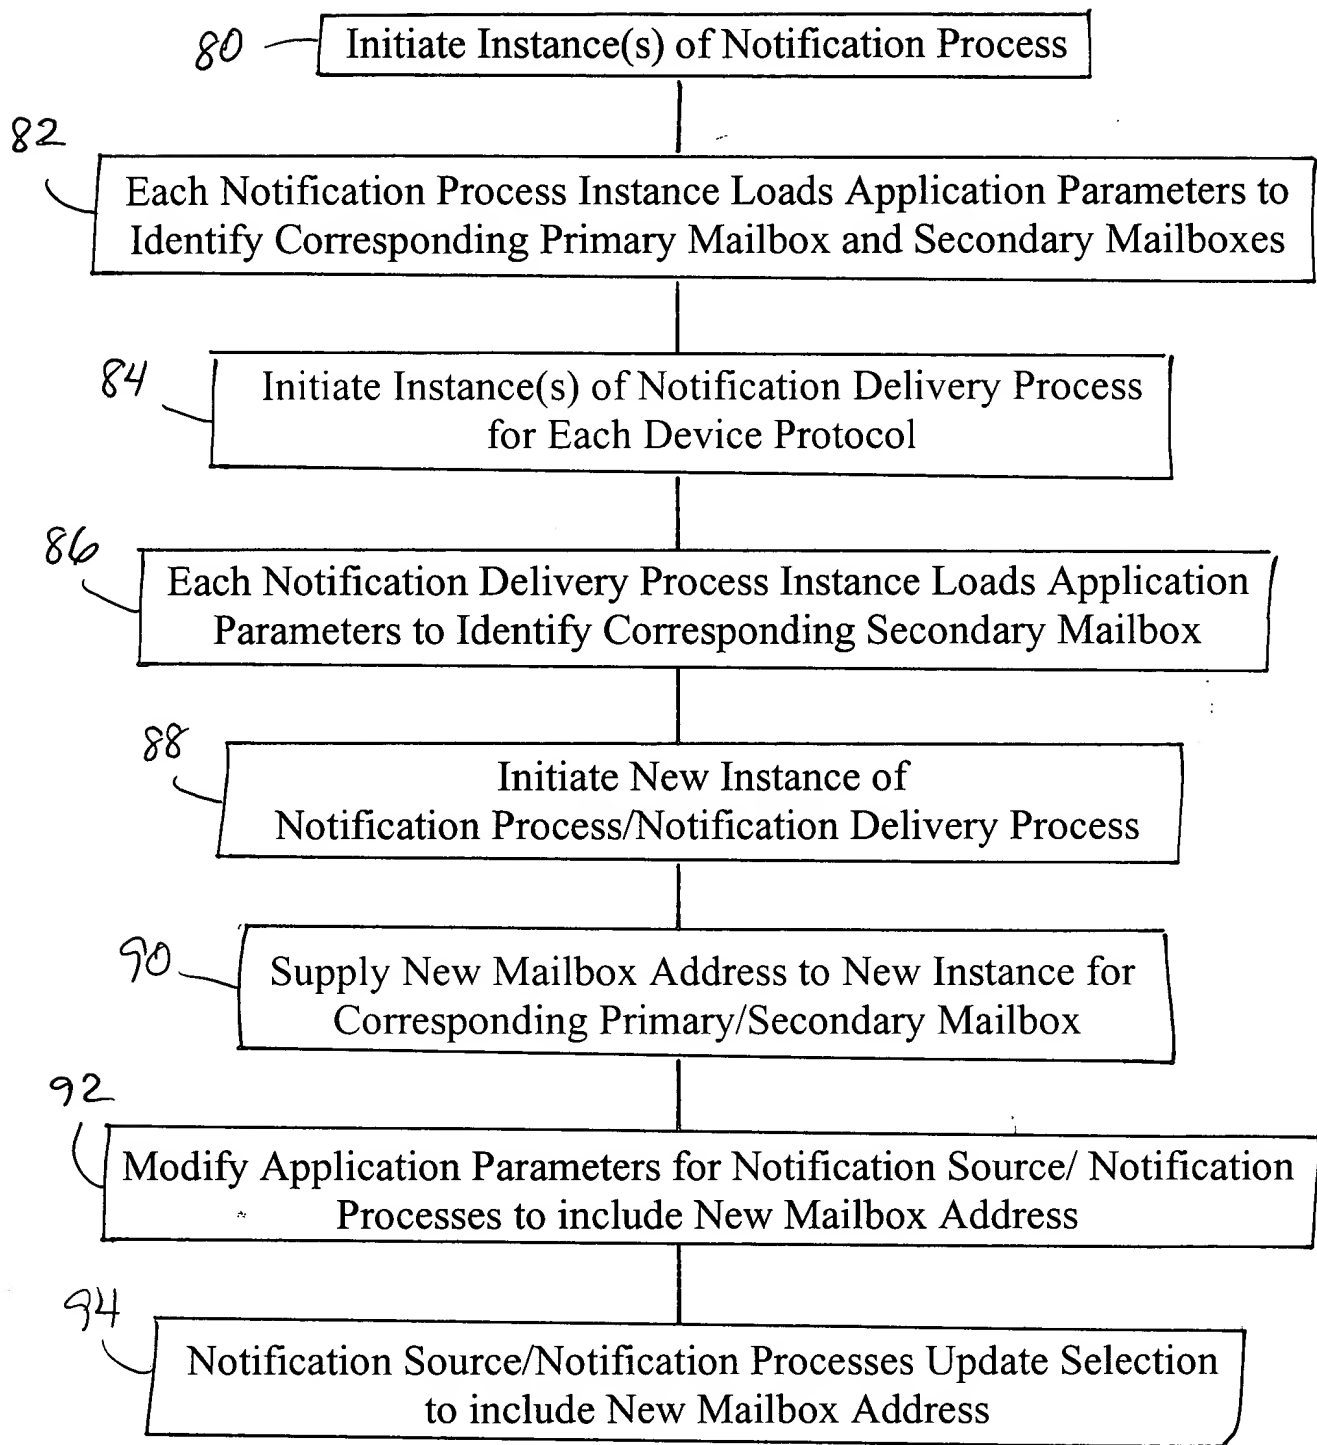 80
Initiate Instance(s) of Notification Process
82
Each Notification Process Instance Loads Application Parameters to
Identify Corresponding Primary Mailbox and Secondary Mailboxes
84
Initiate Instance(s) of Notification Delivery Process
for Each Device Protocol
86
Each Notification Delivery Process Instance Loads Application
Parameters to Identify Corresponding Secondary Mailbox
88
Initiate New Instance of
Notification Process/Notification Delivery Process
90
Supply New Mailbox Address to New Instance for
Corresponding Primary/Secondary Mailbox
92
Modify Application Parameters for Notification Source/ Notification
Processes to include New Mailbox Address
94
Notification Source/Notification Processes Update Selection
to include New Mailbox Address